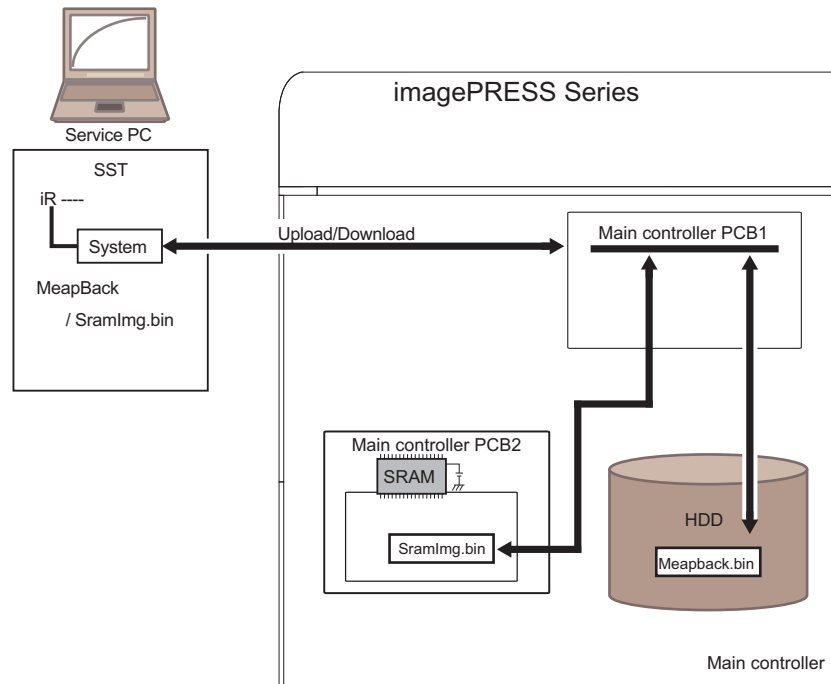 imagePRESS Series
Service PC
SST
iR ----
System
MeapBack
/ SramImg.bin
Upload/Download
Main controller PCB1
Main controller PCB2
SRAM
SramImg.bin
HDD
Meapback.bin
Main controller